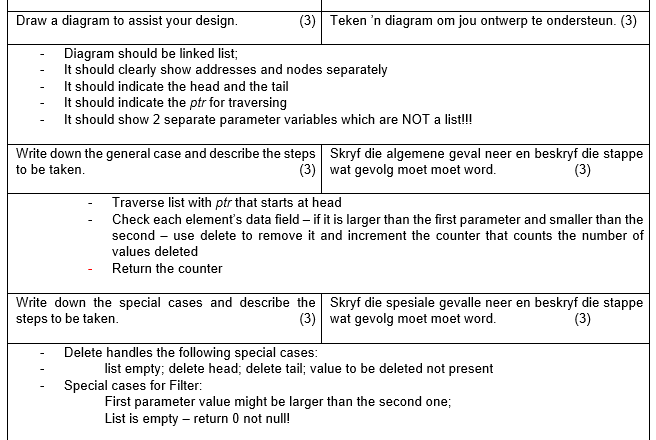 Draw a diagram to assist your design. (3)
Teken 'n diagram om jou ontwerp te ondersteun. (3)
- Diagram should be linked list;
- It should clearly show addresses and nodes separately
- It should indicate the head and the tail
- It should indicate the ptr for traversing
- It should show 2 separate parameter variables which are NOT a list!!!
Write down the general case and describe the steps
to be taken. (3)
Skryf die algemene geval neer en beskryf die stappe
wat gevolg moet moet word. (3)
- Traverse list with ptr that starts at head
- Check each element's data field – if it is larger than the first parameter and smaller than the
second – use delete to remove it and increment the counter that counts the number of
values deleted
- Return the counter
Write down the special cases and describe the
steps to be taken. (3)
Skryf die spesiale gevalle neer en beskryf die stappe
wat gevolg moet moet word. (3)
- Delete handles the following special cases:
- list empty; delete head; delete tail; value to be deleted not present
- Special cases for Filter:
First parameter value might be larger than the second one;
List is empty – return 0 not null!